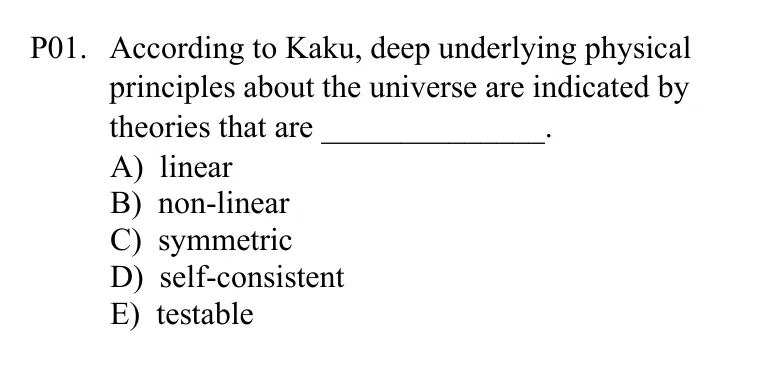 P01. According to Kaku, deep underlying physical
principles about the universe are indicated by
theories that are _______________.
A) linear
B) non-linear
C) symmetric
D) self-consistent
E) testable